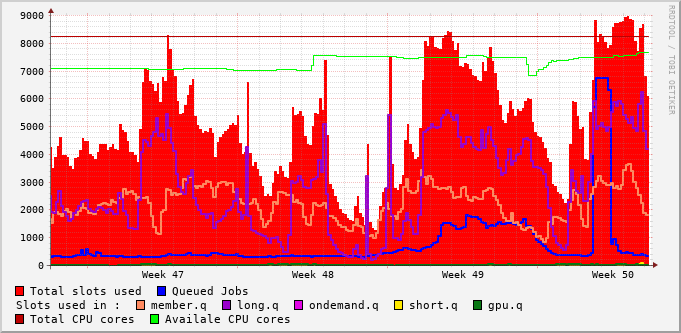 9000
8000
7000
6000
5000
4000
3000
2000
1000
0
Week 47 Week 48 Week 49 Week 50
RRDTOOL / TOBI OETIKER
Total slots used Queued Jobs
Slots used in : member.q long.q ondemand.q short.q gpu.q
Total CPU cores Availale CPU cores